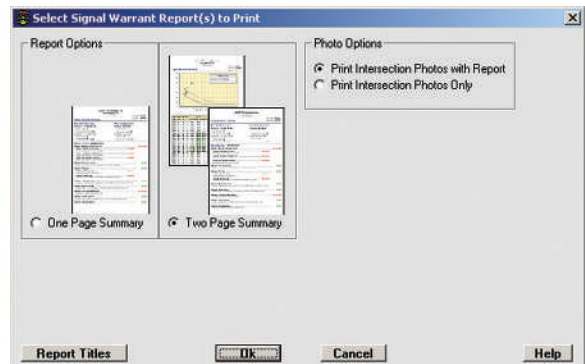 Select Signal Warrant Report(s) to Print
Report Options
One Page Summary
Two Page Summary
Photo Options
Print Intersection Photos with Report
Print Intersection Photos Only
Report Titles
Ok
Cancel
Help